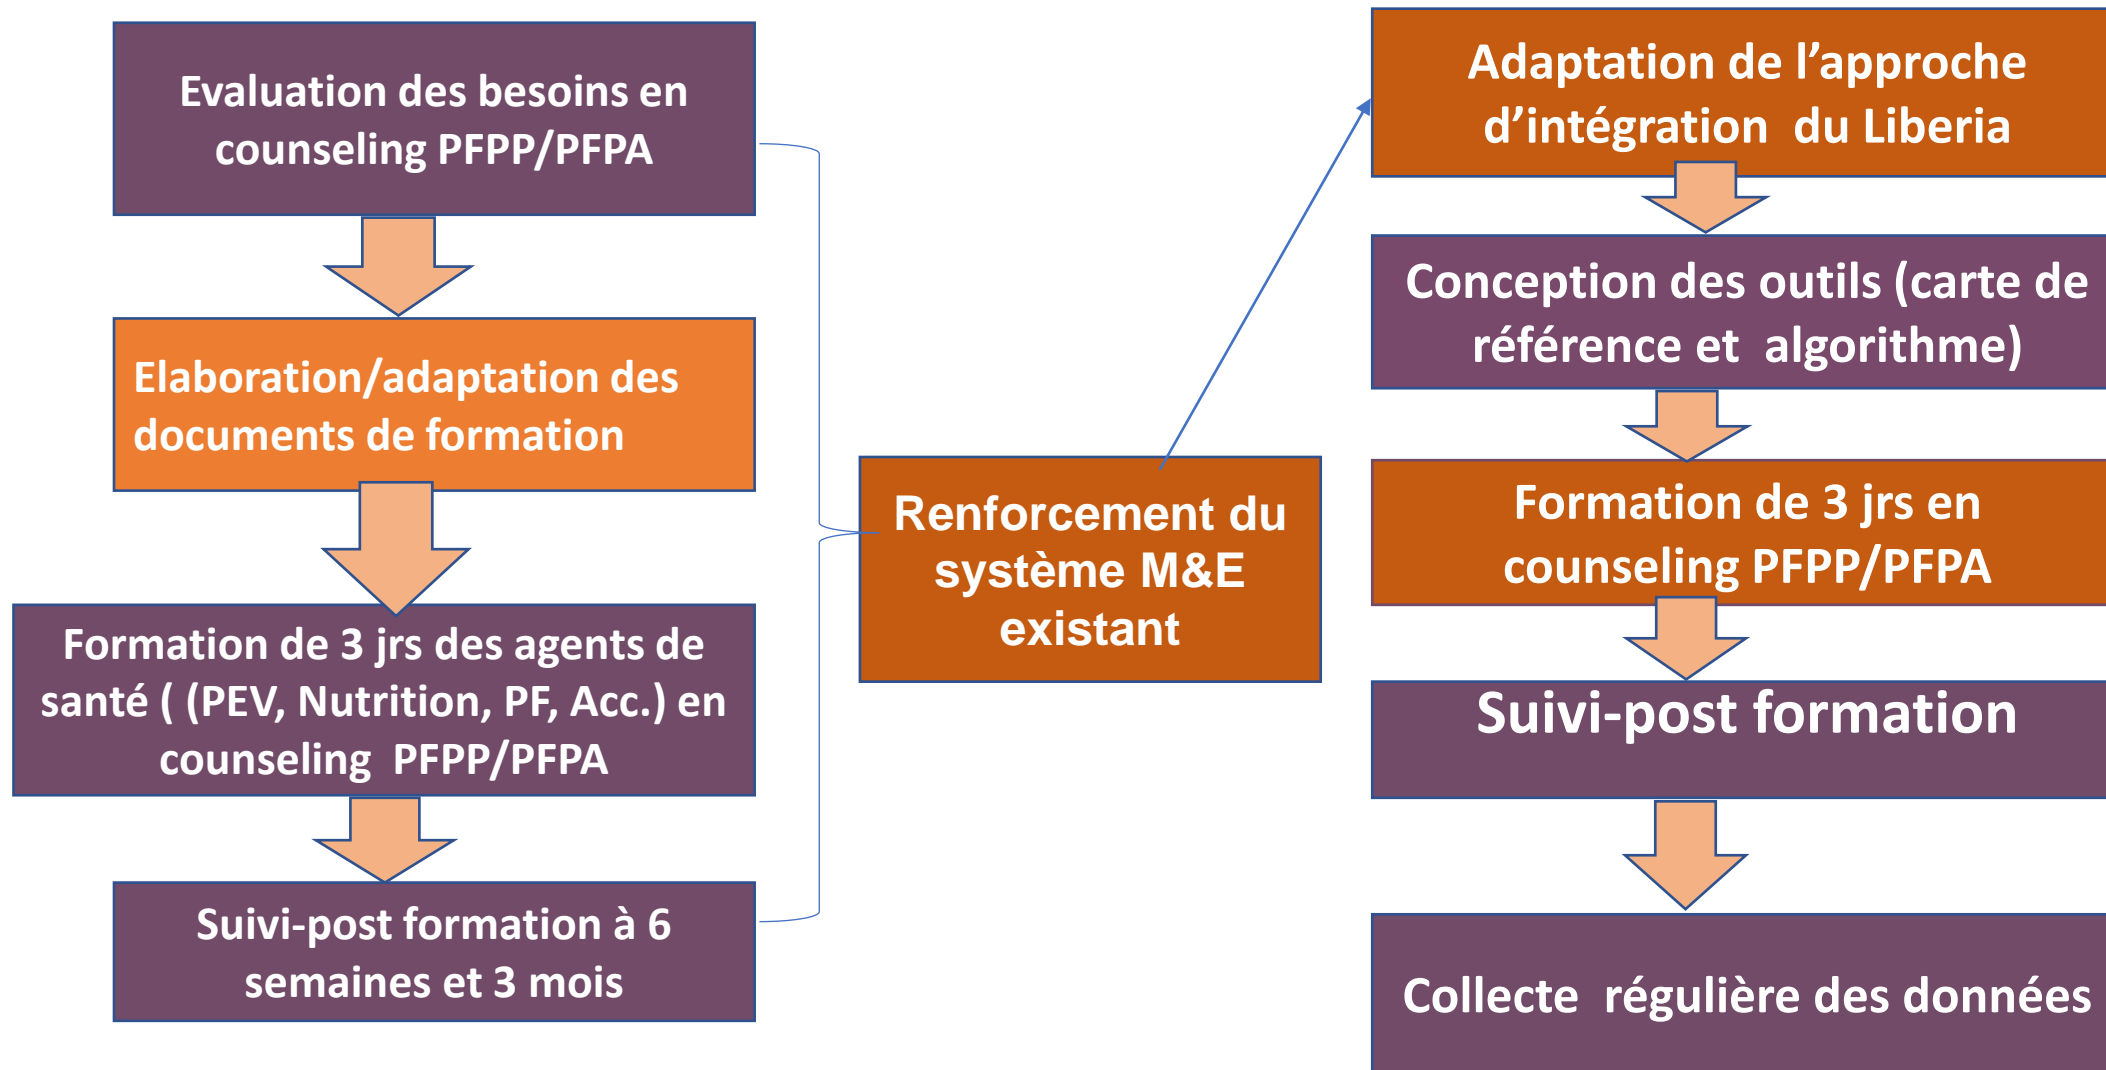 Evaluation des besoins en
counseling PFPP/PFPA
Elaboration/adaptation des
documents de formation
Formation de 3 jrs des agents de
santé ( (PEV, Nutrition, PF, Acc.) en
counseling  PFPP/PFPA
Suivi-post formation à 6
semaines et 3 mois
Renforcement du
système M&E
existant
Adaptation de l’approche
d’intégration  du Liberia
Conception des outils (carte de
référence et  algorithme)
Formation de 3 jrs en
counseling PFPP/PFPA
Suivi-post formation
Collecte  régulière des données